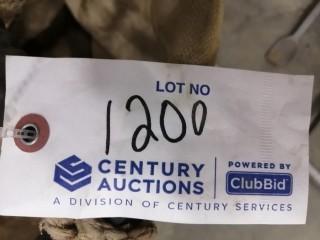 LOT NO
1200
CENTURY AUCTIONS
POWERED BY
ClubBid
A DIVISION OF CENTURY SERVICES